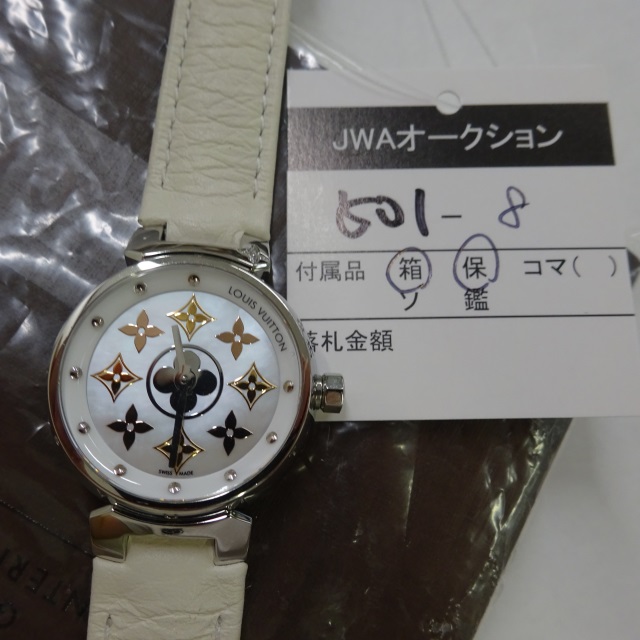 JWAオークション
501-8
付属品 箱 保 コマ( )
ソ 鑑
落札金額
LOUIS VUITTON
SWISS MADE